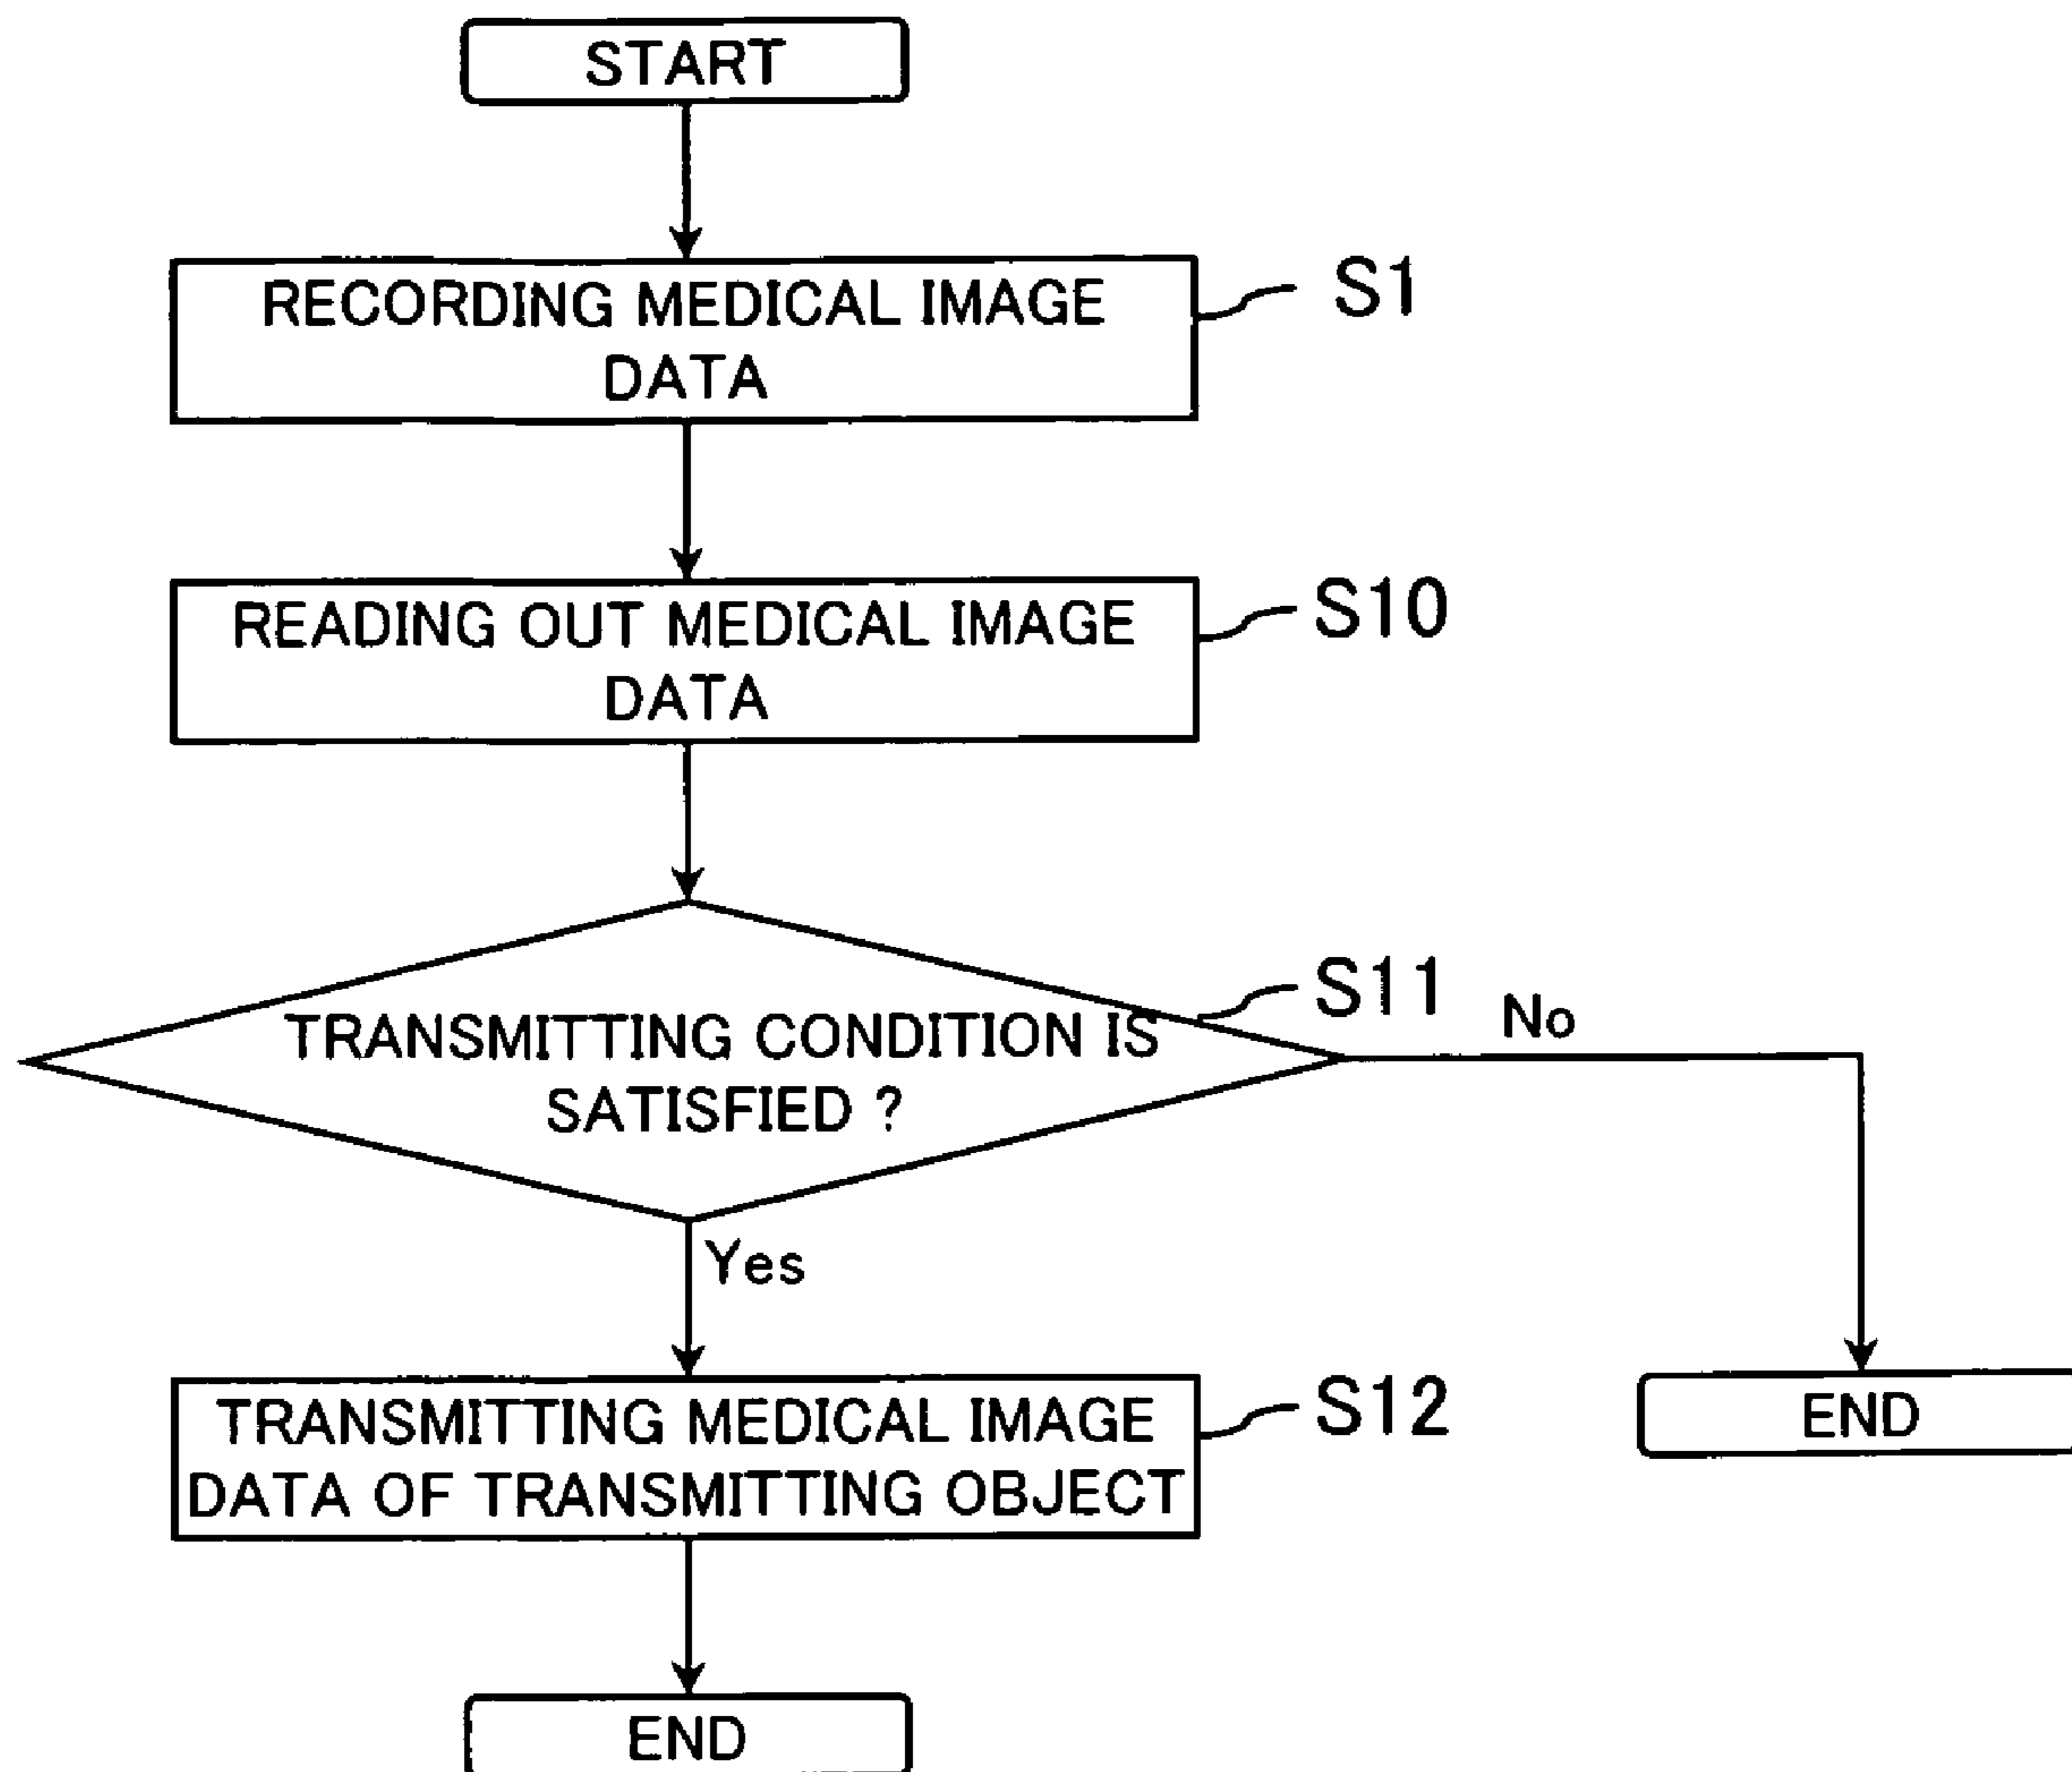 START
RECORDING MEDICAL IMAGE
DATA
S1
READING OUT MEDICAL IMAGE
DATA
S10
TRANSMITTING CONDITION IS
SATISFIED ?
S11
No
Yes
TRANSMITTING MEDICAL IMAGE
DATA OF TRANSMITTING OBJECT
S12
END
END